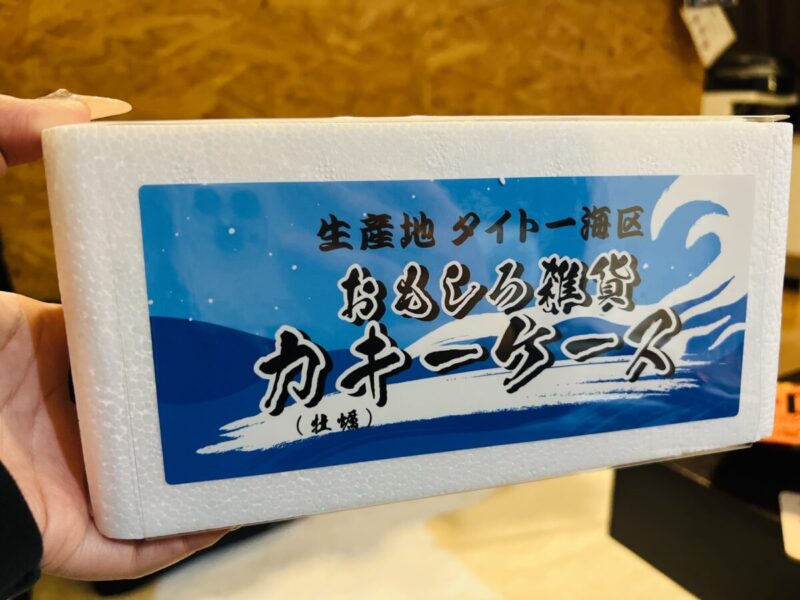 生産地 タイトー海区
おもしろ雑貨
カキーケース
(牡蠣)